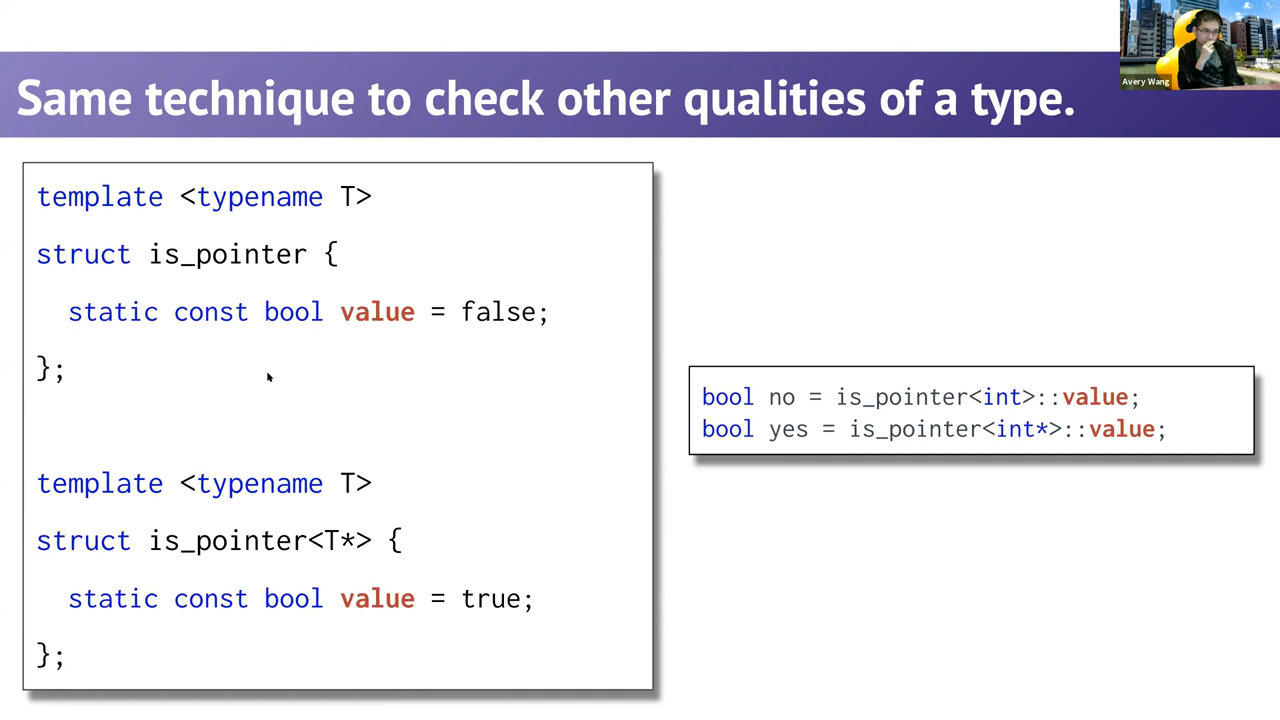 Same technique to check other qualities of a type.
Avery Wang
template <typename T>
struct is_pointer {
static const bool value = false;
};
template <typename T>
struct is_pointer<T*> {
static const bool value = true;
};
bool no = is_pointer<int>::value;
bool yes = is_pointer<int*>::value;